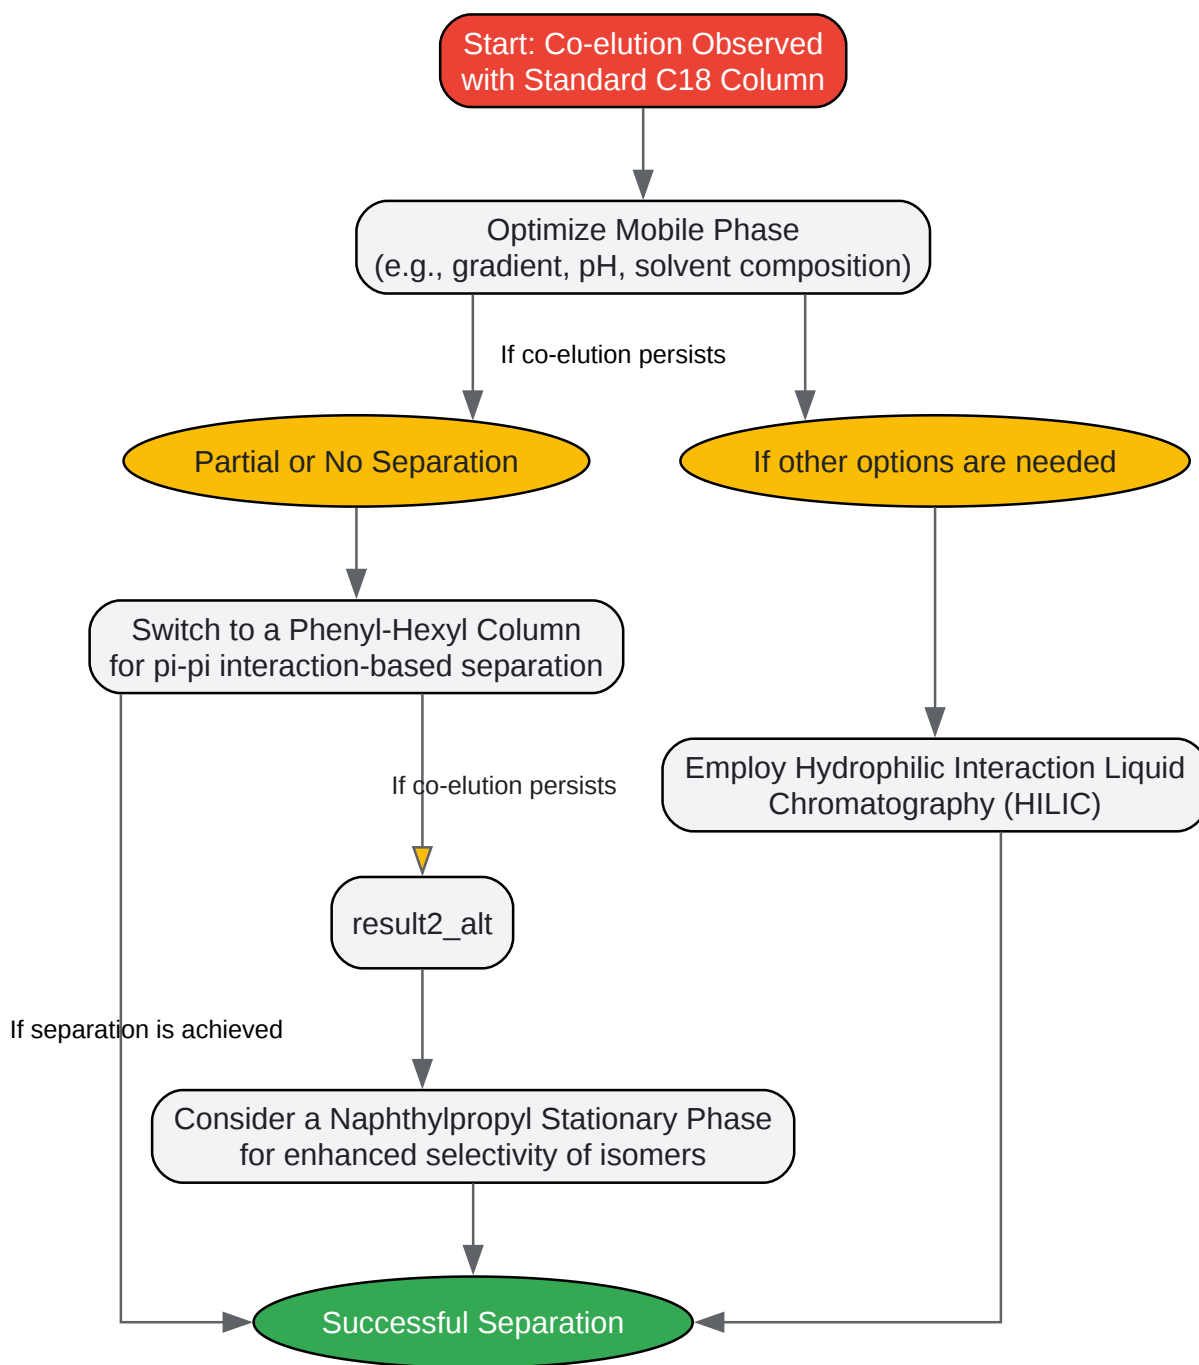 Start: Co-elution Observed
with Standard C18 Column
Optimize Mobile Phase
(e.g., gradient, pH, solvent composition)
If co-elution persists
Partial or No Separation
If other options are needed
Switch to a Phenyl-Hexyl Column
for pi-pi interaction-based separation
Employ Hydrophilic Interaction Liquid
Chromatography (HILIC)
If co-elution persists
result2_alt
If separation is achieved
Consider a Naphthylpropyl Stationary Phase
for enhanced selectivity of isomers
Successful Separation